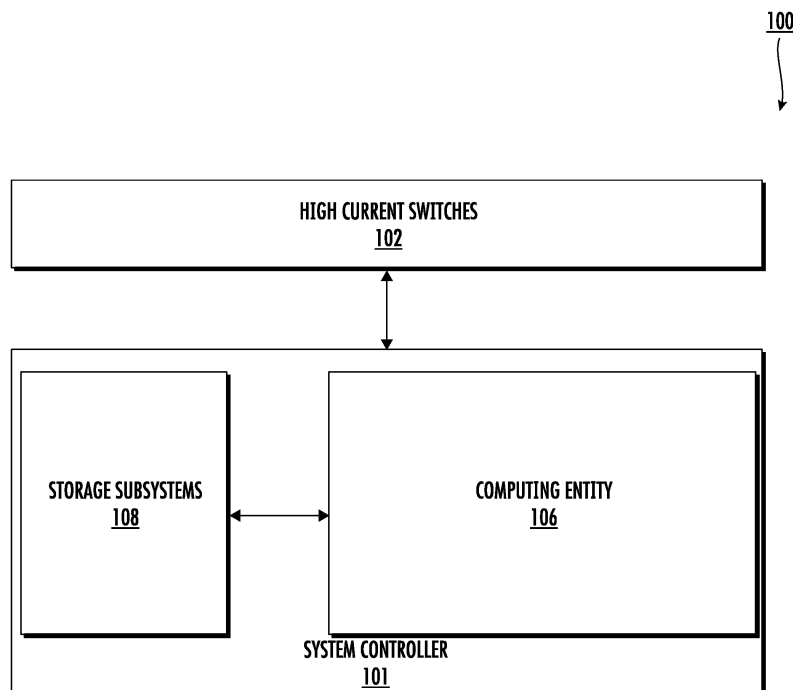 100
HIGH CURRENT SWITCHES
102
STORAGE SUBSYSTEMS
108
COMPUTING ENTITY
106
SYSTEM CONTROLLER
101